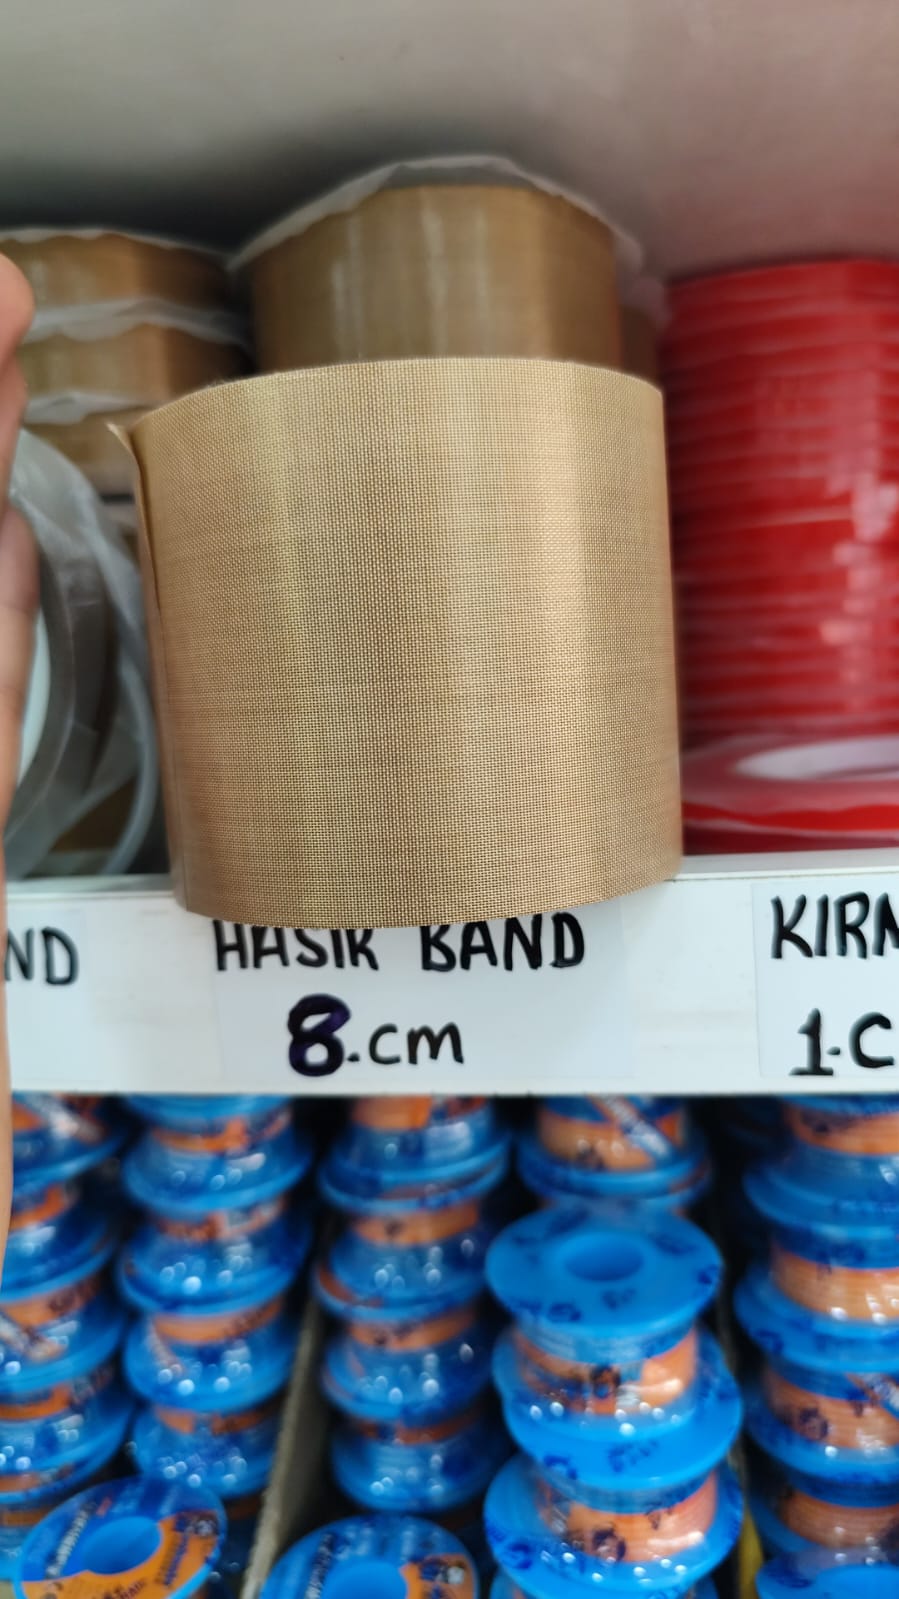 ND
HASIR BAND
8.cm
KIRM
1.C